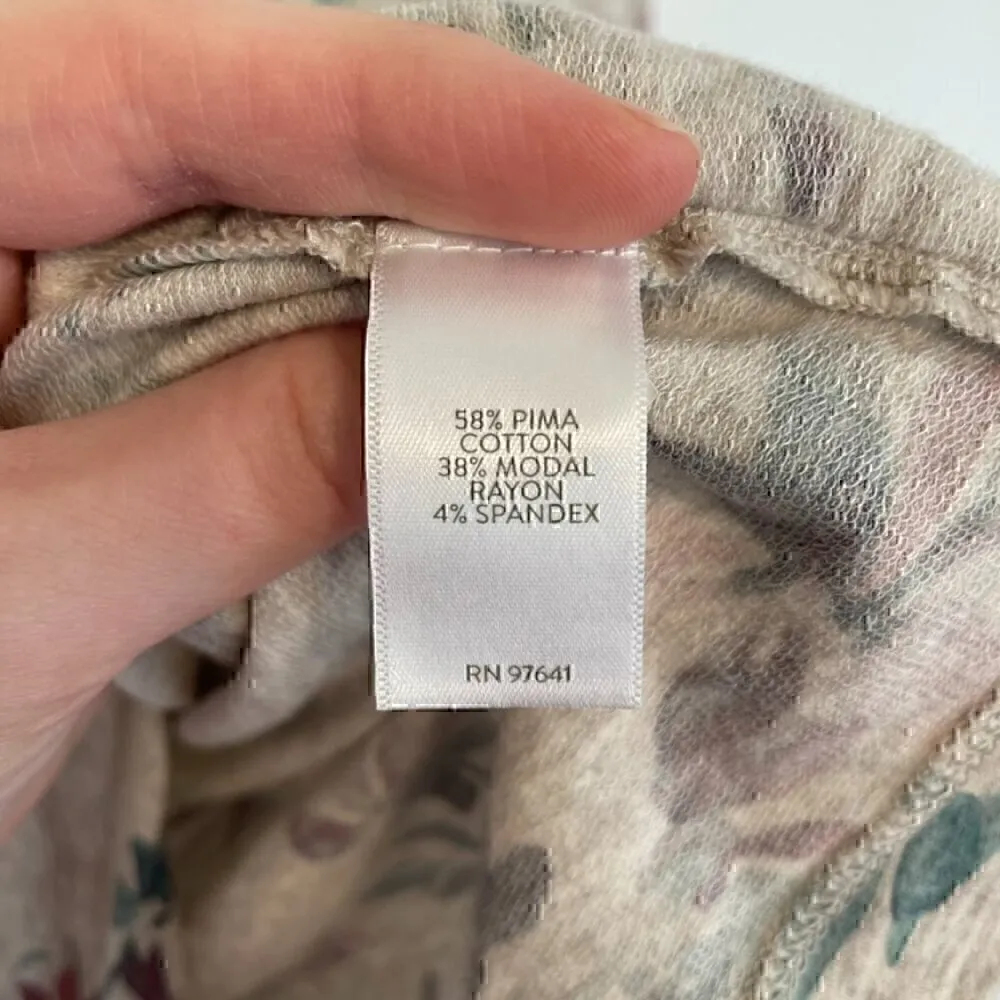 58% PIMA
COTTON
38% MODAL
RAYON
4% SPANDEX
RN 97641